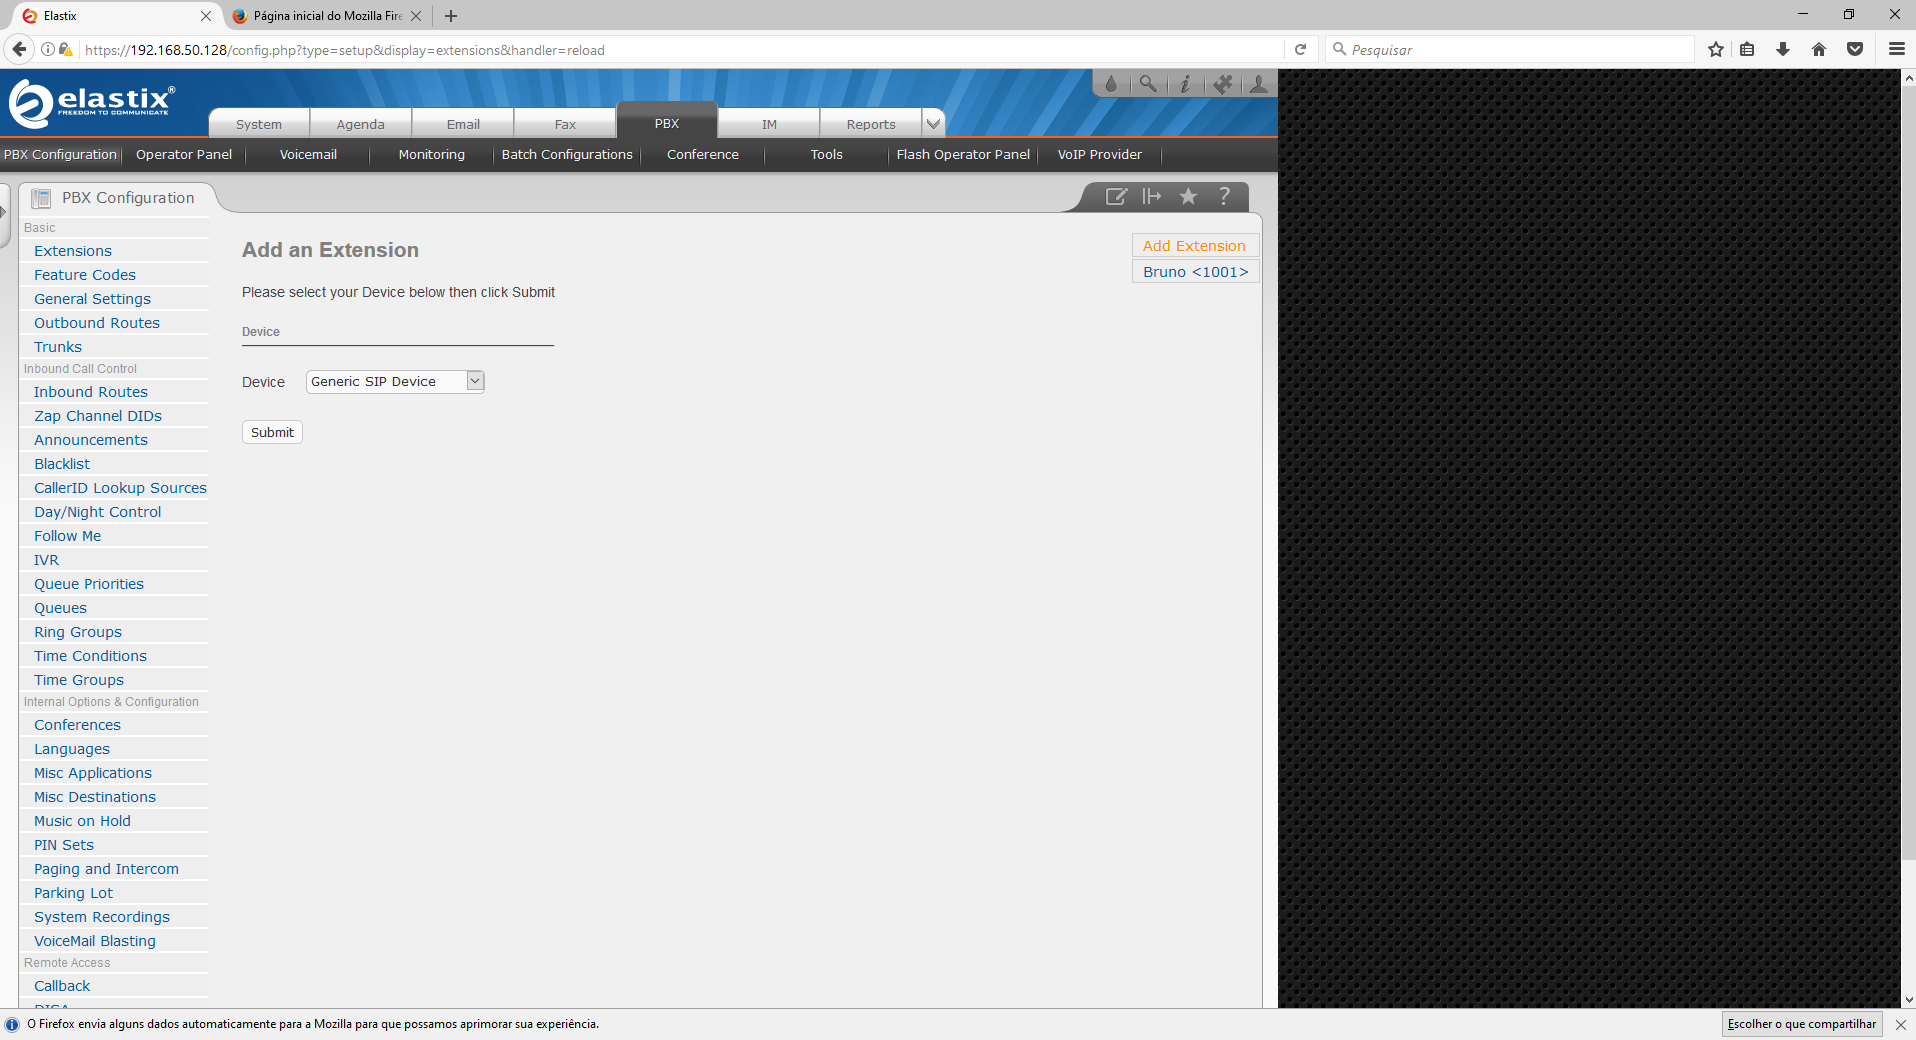 Elastix
Página inicial do Mozilla Fire
https://192.168.50.128/config.php?type=setup&display=extensions&handler=reload
Pesquisar
elastix®
FREEDOM TO COMMUNICATE
System Agenda Email Fax PBX IM Reports
PBX Configuration Operator Panel Voicemail Monitoring Batch Configurations Conference Tools Flash Operator Panel VoIP Provider
PBX Configuration
Basic
Extensions
Feature Codes
General Settings
Outbound Routes
Trunks
Inbound Call Control
Inbound Routes
Zap Channel DIDs
Announcements
Blacklist
CallerID Lookup Sources
Day/Night Control
Follow Me
IVR
Queue Priorities
Queues
Ring Groups
Time Conditions
Time Groups
Internal Options & Configuration
Conferences
Languages
Misc Applications
Misc Destinations
Music on Hold
PIN Sets
Paging and Intercom
Parking Lot
System Recordings
VoiceMail Blasting
Remote Access
Callback
DISA
Add an Extension
Please select your Device below then click Submit
Device
Device Generic SIP Device
Submit
Add Extension
Bruno <1001>
O Firefox envia alguns dados automaticamente para a Mozilla para que possamos aprimorar sua experiência.
Escolher o que compartilhar